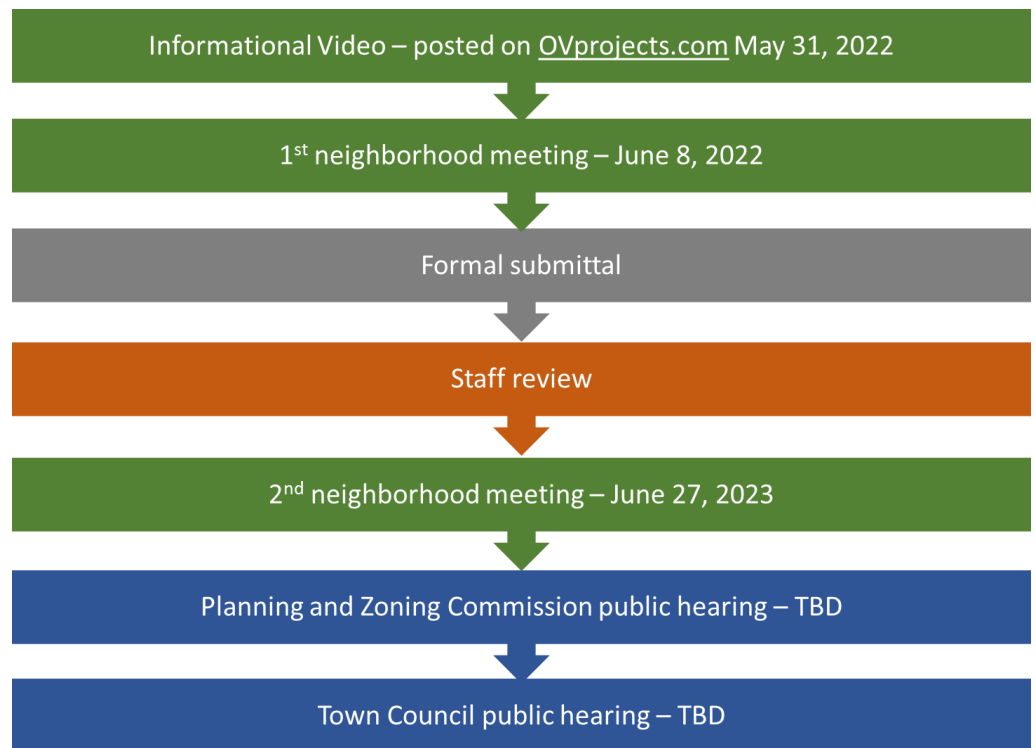 Informational Video – posted on OVprojects.com May 31, 2022
1st neighborhood meeting – June 8, 2022
Formal submittal
Staff review
2nd neighborhood meeting – June 27, 2023
Planning and Zoning Commission public hearing – TBD
Town Council public hearing – TBD